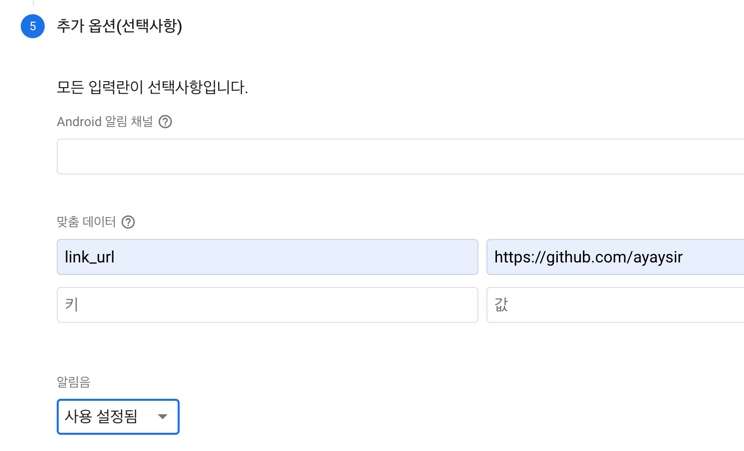 5 추가 옵션(선택사항)
모든 입력란이 선택사항입니다.
Android 알림 채널 ?
맞춤 데이터 ?
link_url https://github.com/ayaysir
키 값
알림음
사용 설정됨